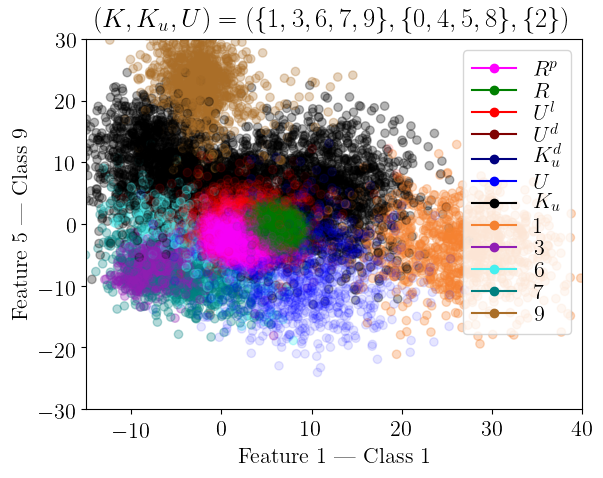 (K, K_u, U) = ({1, 3, 6, 7, 9}, {0, 4, 5, 8}, {2})
Feature 5 — Class 9
30
20
10
0
−10
−20
−30
−10
0
10
20
30
40
Feature 1 — Class 1
R^p
R
U^l
U^d
K_u^d
U
K_u
1
3
6
7
9